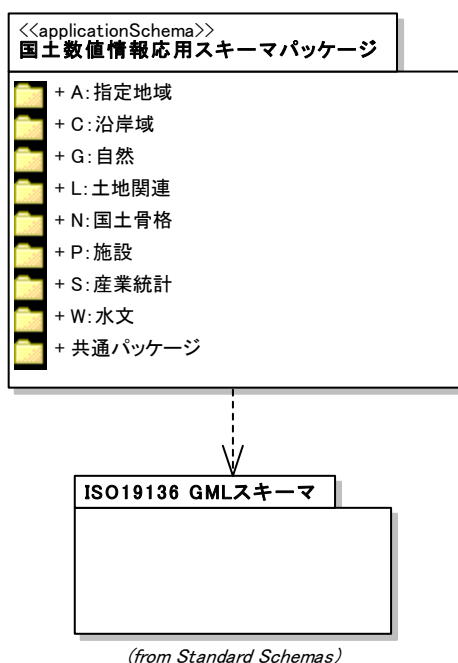 <<applicationSchema>>
国土数値情報応用スキーマパッケージ
+ A:指定地域
+ C:沿岸域
+ G:自然
+ L:土地関連
+ N:国土骨格
+ P:施設
+ S:産業統計
+ W:水文
+ 共通パッケージ
ISO19136 GMLスキーマ
(from Standard Schemas)